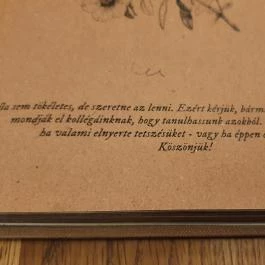 sem tökéletes, de szeretne az lenni. Ezért kérjük,
mondják el kollégáinknak, hogy tanulhassunk azokból.
ha valami elnyerte tetszésüket - vagy ha éppen
Köszönjük!